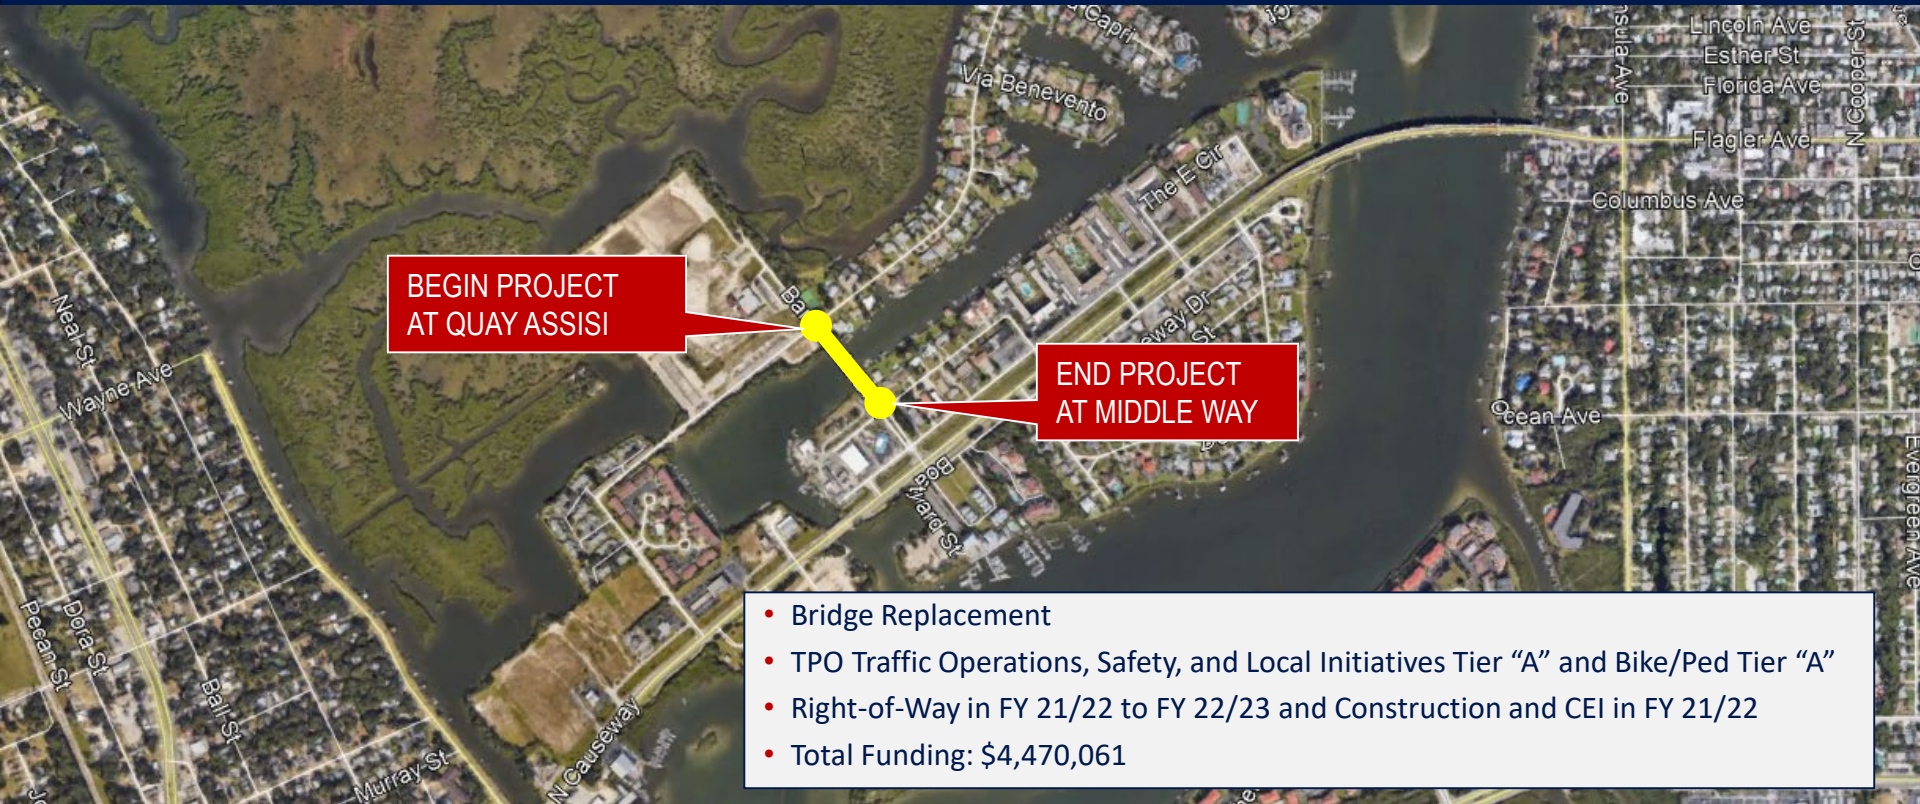 a Capri
Via Benevento
Lincoln Ave
Esther St
Florida Ave
N Cooper St
Flagler Ave
The E Cir
Columbus Ave
BEGIN PROJECT
AT QUAY ASSISI
Neal St
Wayne Ave
St
END PROJECT
AT MIDDLE WAY
Ocean Ave
Boatyard St
Evergreen Ave
Pecan St
Dora St
Ball St
Murray St
N Causeway
• Bridge Replacement
• TPO Traffic Operations, Safety, and Local Initiatives Tier “A” and Bike/Ped Tier “A”
• Right-of-Way in FY 21/22 to FY 22/23 and Construction and CEI in FY 21/22
• Total Funding: $4,470,061